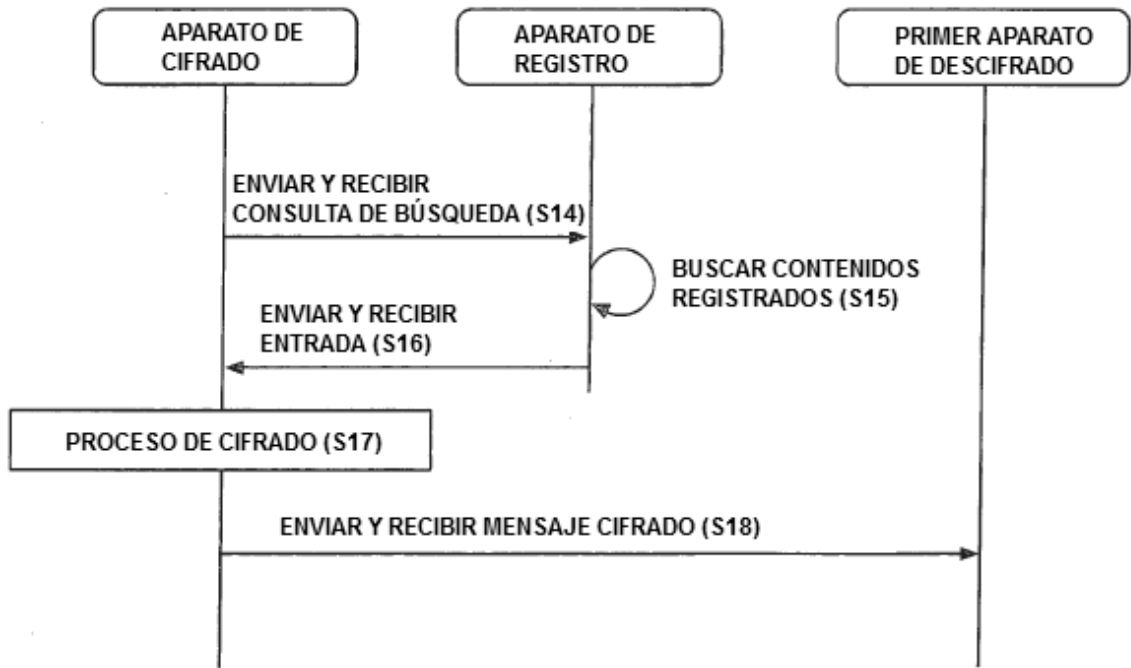 APARATO DE
CIFRADO
APARATO DE
REGISTRO
PRIMER APARATO
DE DESCIFRADO
ENVIAR Y RECIBIR
CONSULTA DE BÚSQUEDA (S14)
BUSCAR CONTENIDOS
REGISTRADOS (S15)
ENVIAR Y RECIBIR
ENTRADA (S16)
PROCESO DE CIFRADO (S17)
ENVIAR Y RECIBIR MENSAJE CIFRADO (S18)